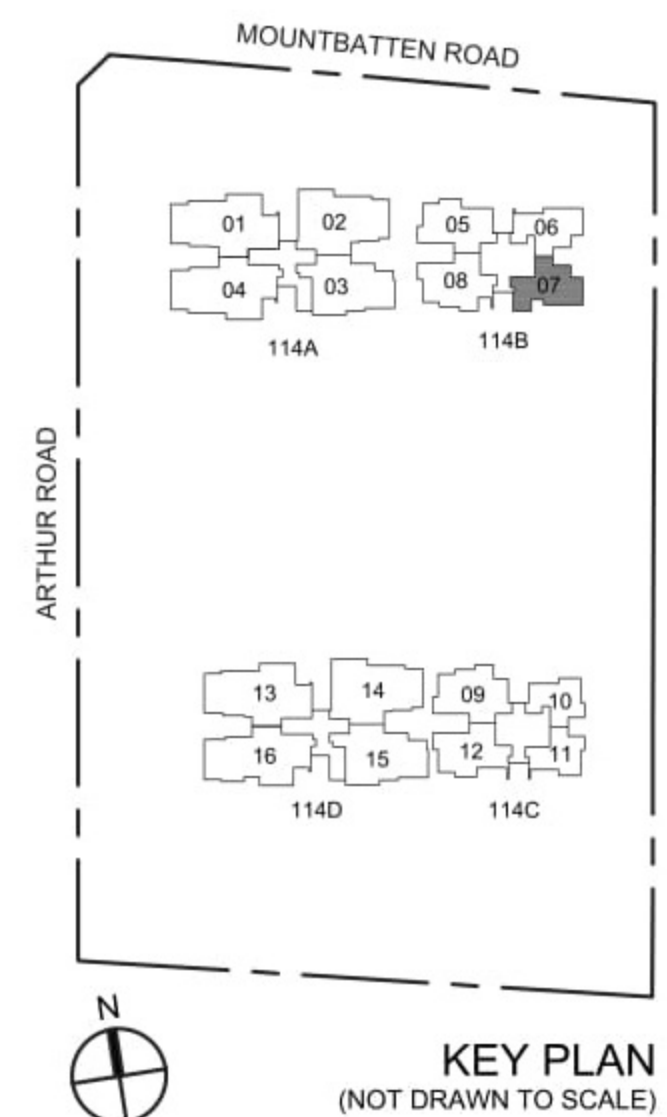 MOUNTBATTEN ROAD
01
02
05
06
04
03
08
07
114A
114B
ARTHUR ROAD
13
14
09
10
16
15
12
11
114D
114C
N
KEY PLAN
(NOT DRAWN TO SCALE)